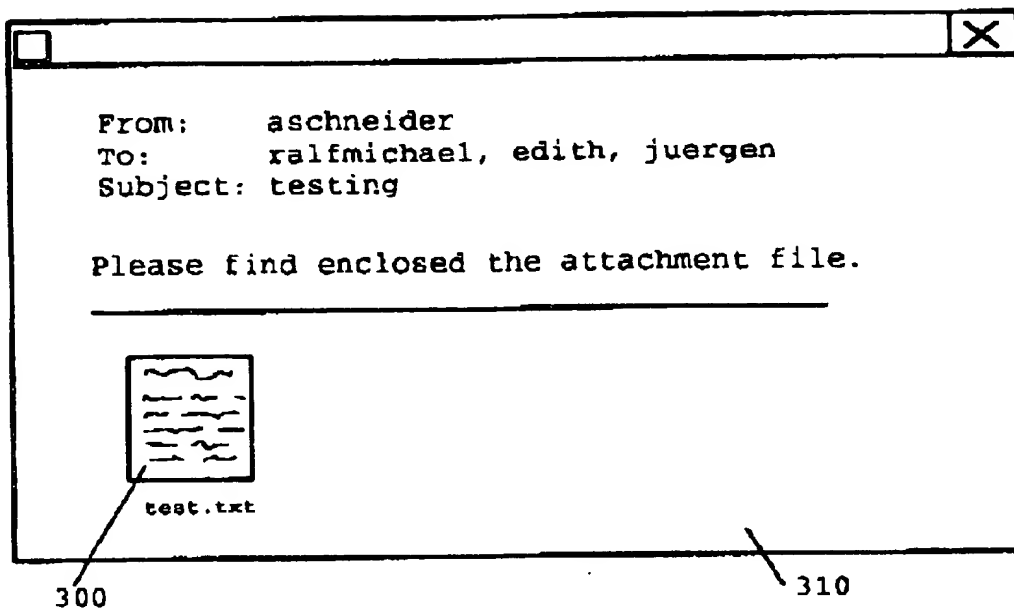 From: aschneider
To: ralfmichael, edith, juergen
Subject: testing
Please find enclosed the attachment file.
test.txt
300
310